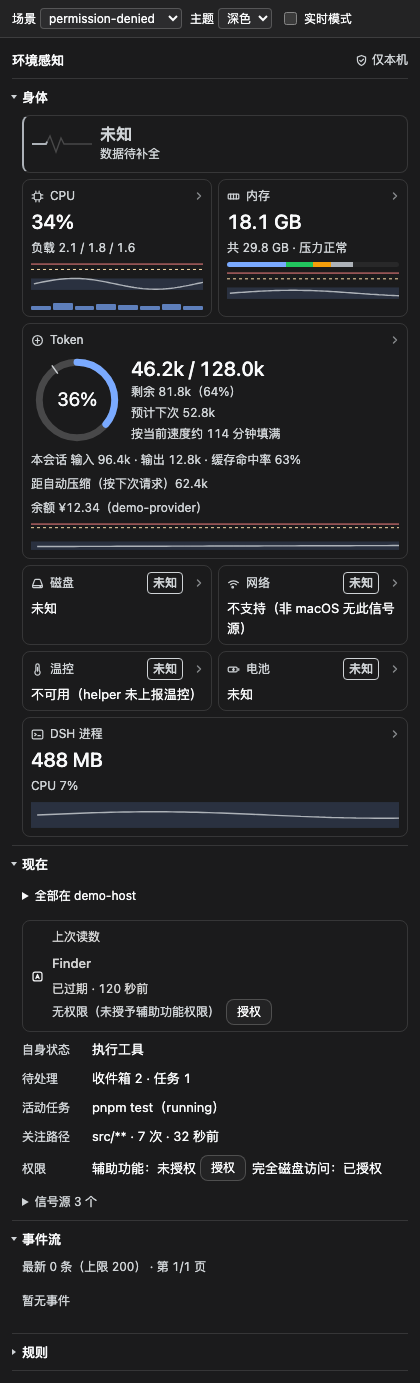 场景 permission-denied 主题 深色 实时模式
环境感知 仅本机
身体
未知
数据待补全
CPU
34%
负载 2.1 / 1.8 / 1.6
内存
18.1 GB
共 29.8 GB · 压力正常
Token
36%
46.2k / 128.0k
剩余 81.8k（64%）
预计下次 52.8k
按当前速度约 114 分钟填满
本会话 输入 96.4k · 输出 12.8k · 缓存命中率 63%
距自动压缩（按下次请求）62.4k
余额 ¥12.34（demo-provider）
磁盘 未知
未知
网络 未知
不支持（非 macOS 无此信号
源）
温控 未知
不可用（helper 未上报温控）
电池 未知
未知
DSH 进程
488 MB
CPU 7%
现在
全部在 demo-host
上次读数
Finder
已过期 · 120 秒前
无权限（未授予辅助功能权限） 授权
自身状态 执行工具
待处理 收件箱 2 · 任务 1
活动任务 pnpm test（running）
关注路径 src/** · 7 次 · 32 秒前
权限 辅助功能：未授权 授权 完全磁盘访问：已授权
信号源 3 个
事件流
最新 0 条（上限 200） · 第 1/1 页
暂无事件
规则